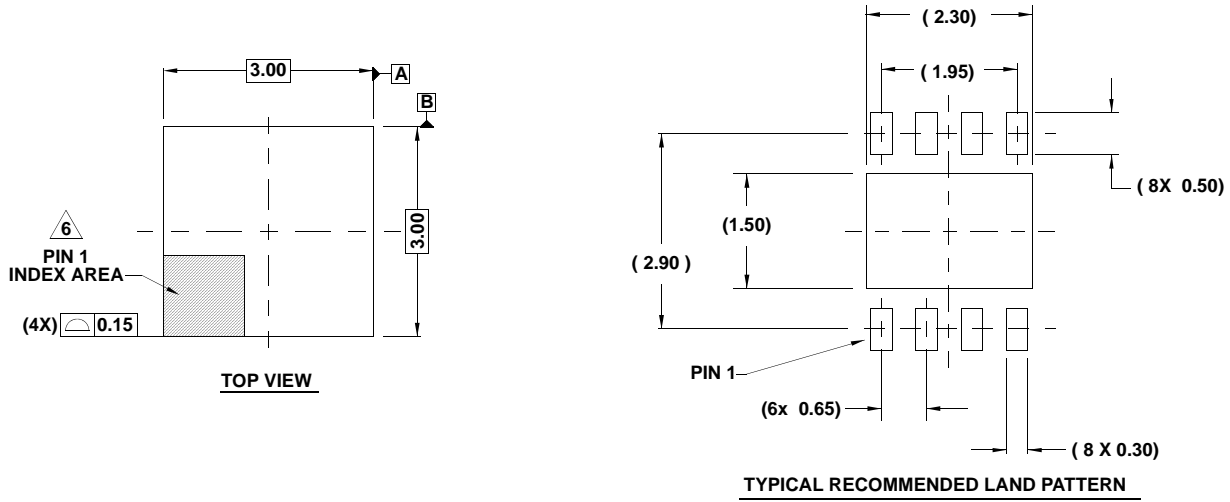 3.00
A
B
3.00
6
PIN 1
INDEX AREA
(4X) 0.15
TOP VIEW
( 2.30)
( 1.95)
( 8X 0.50)
(1.50)
( 2.90 )
PIN 1
(6x 0.65)
( 8 X 0.30)
TYPICAL RECOMMENDED LAND PATTERN